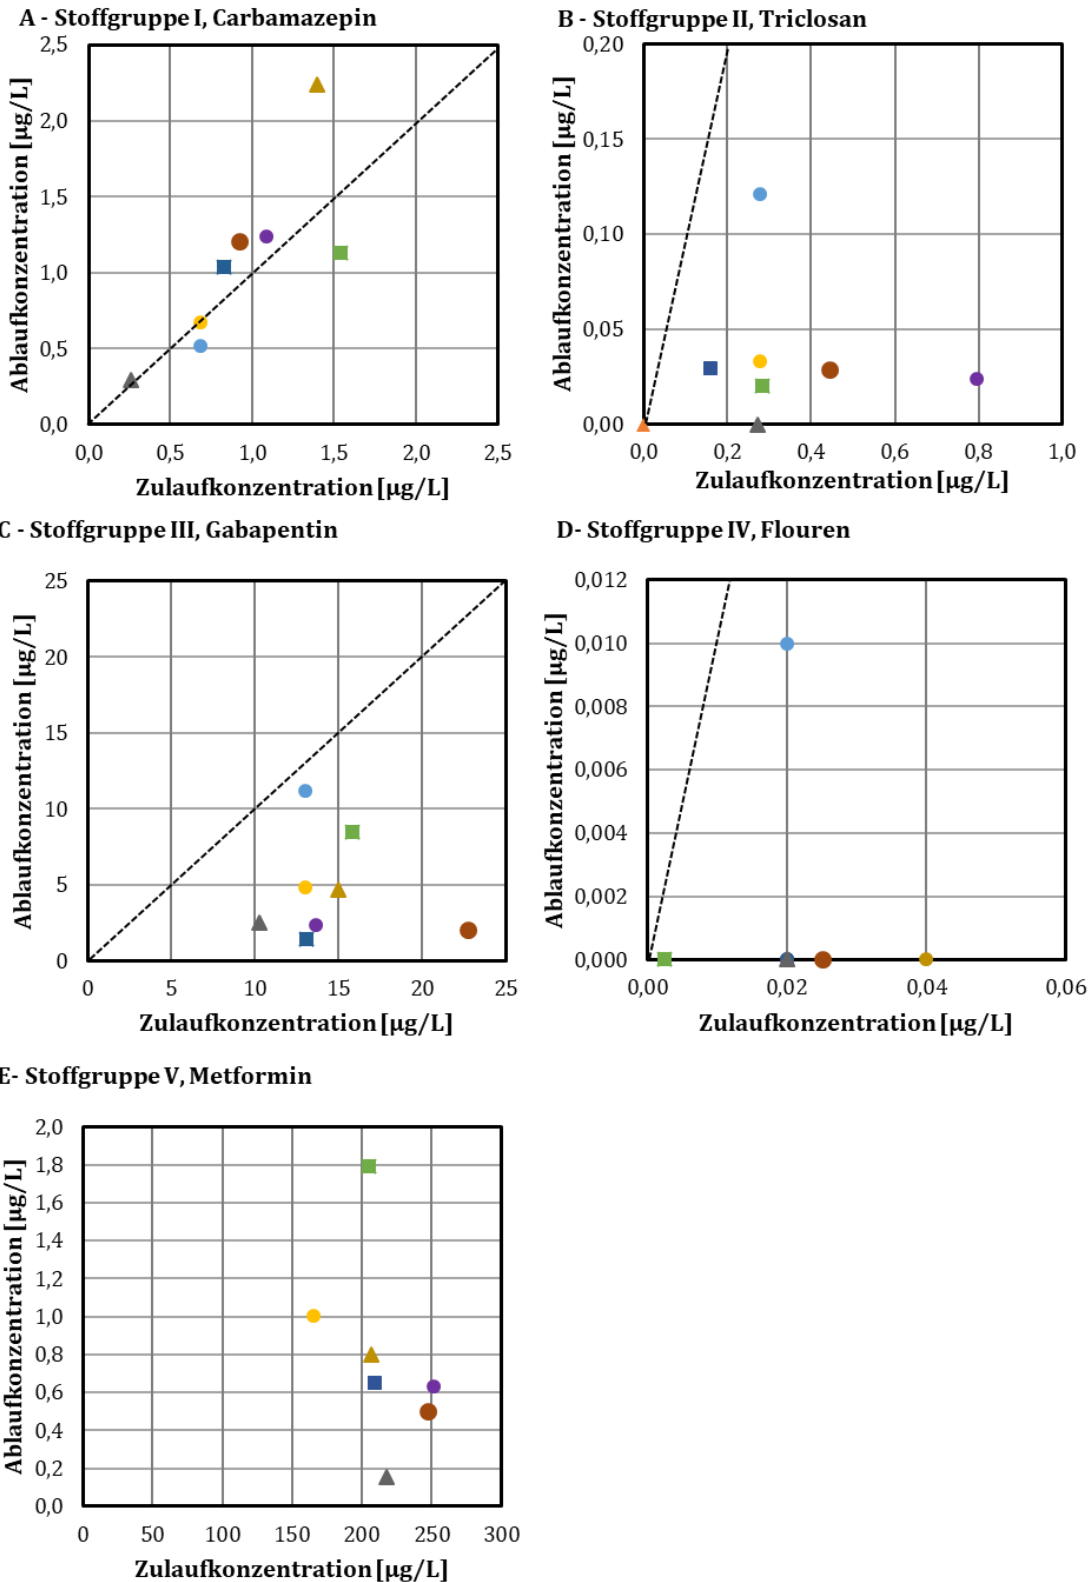 A - Stoffgruppe I, Carbamazepin
2,5
2,0
1,5
1,0
0,5
0,0
Ablaufkonzentration [µg/L]
0,0 0,5 1,0 1,5 2,0 2,5
Zulaufkonzentration [µg/L]
B - Stoffgruppe II, Triclosan
0,20
0,15
0,10
0,05
0,00
Ablaufkonzentration [µg/L]
0,0 0,2 0,4 0,6 0,8 1,0
Zulaufkonzentration [µg/L]
C - Stoffgruppe III, Gabapentin
25
20
15
10
5
0
Ablaufkonzentration [µg/L]
0 5 10 15 20 25
Zulaufkonzentration [µg/L]
D- Stoffgruppe IV, Flouren
0,012
0,010
0,008
0,006
0,004
0,002
0,000
Ablaufkonzentration [µg/L]
0,00 0,02 0,04 0,06
Zulaufkonzentration [µg/L]
E- Stoffgruppe V, Metformin
2,0
1,8
1,6
1,4
1,2
1,0
0,8
0,6
0,4
0,2
0,0
Ablaufkonzentration [µg/L]
0 50 100 150 200 250 300
Zulaufkonzentration [µg/L]